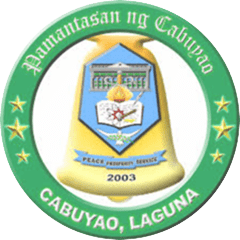 Pamantasan ng Cabuyao
PEACE PROSPERITY SERVICE
2003
CABUYAO, LAGUNA